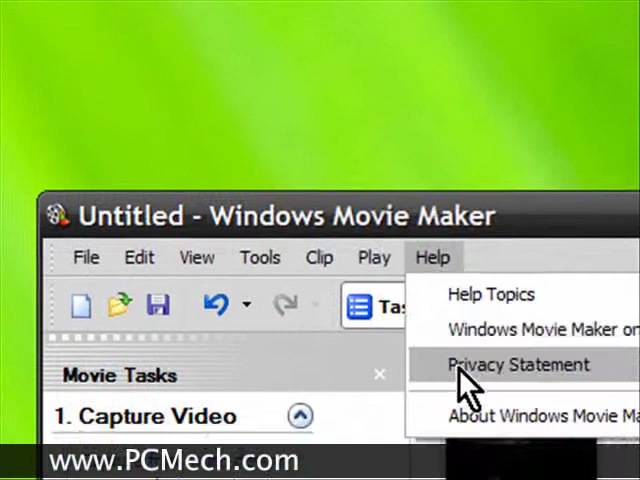 Untitled - Windows Movie Maker
File Edit View Tools Clip Play Help
Help Topics
Tas
Windows Movie Maker on
Privacy Statement
Movie Tasks
About Windows Movie Ma
1. Capture Video
www.PCMech.com